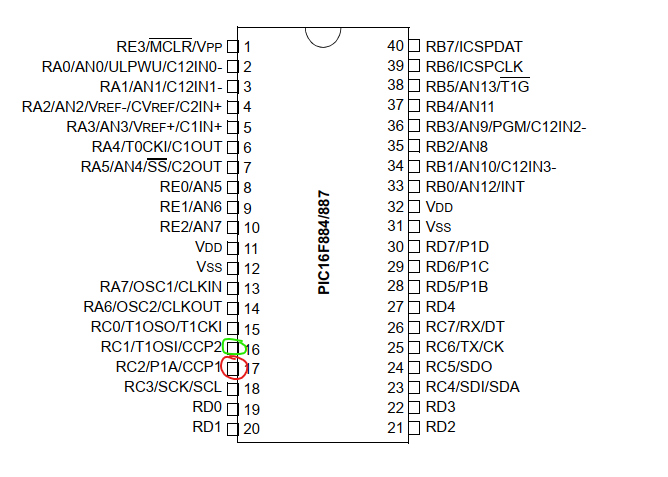 RE3/MCLR/VPP 1
RA0/AN0/ULPWU/C12IN0- 2
RA1/AN1/C12IN1- 3
RA2/AN2/VREF-/CVREF/C2IN+ 4
RA3/AN3/VREF+/C1IN+ 5
RA4/T0CKI/C1OUT 6
RA5/AN4/SS/C2OUT 7
RE0/AN5 8
RE1/AN6 9
RE2/AN7 10
VDD 11
VSS 12
RA7/OSC1/CLKIN 13
RA6/OSC2/CLKOUT 14
RC0/T1OSO/T1CKI 15
RC1/T1OSI/CCP2 16
RC2/P1A/CCP1 17
RC3/SCK/SCL 18
RD0 19
RD1 20
PIC16F884/887
40 RB7/ICSPDAT
39 RB6/ICSPCLK
38 RB5/AN13/T1G
37 RB4/AN11
36 RB3/AN9/PGM/C12IN2-
35 RB2/AN8
34 RB1/AN10/C12IN3-
33 RB0/AN12/INT
32 VDD
31 VSS
30 RD7/P1D
29 RD6/P1C
28 RD5/P1B
27 RD4
26 RC7/RX/DT
25 RC6/TX/CK
24 RC5/SDO
23 RC4/SDI/SDA
22 RD3
21 RD2